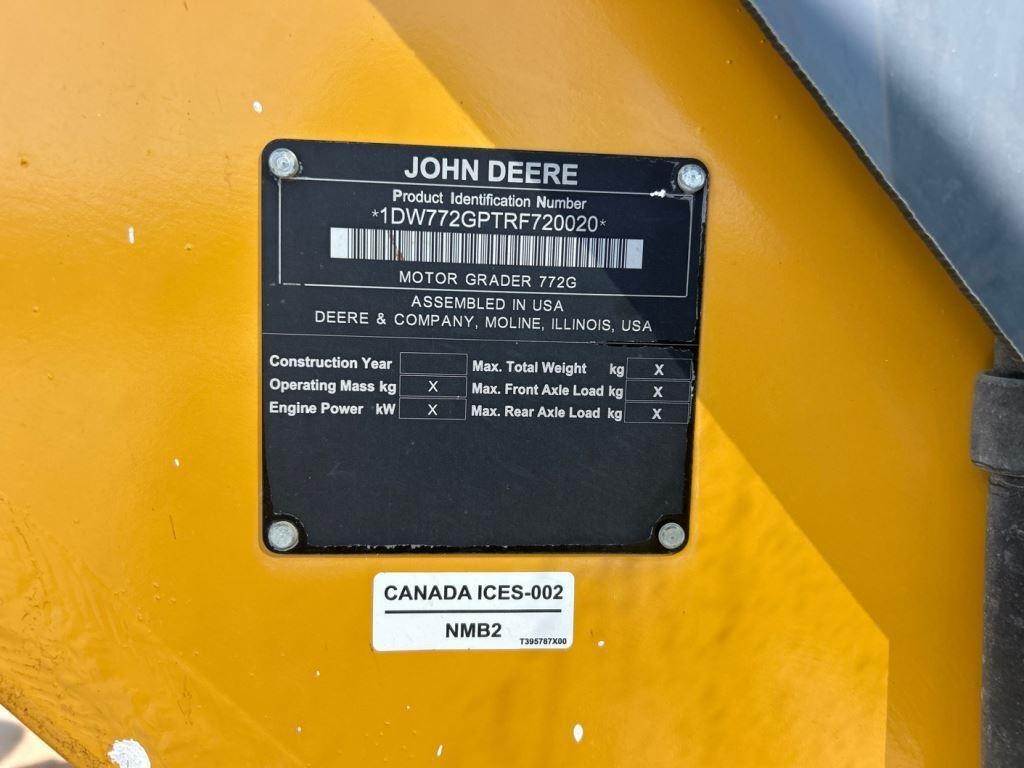 JOHN DEERE
Product Identification Number
*1DW772GPTRF720020*
MOTOR GRADER 772G
ASSEMBLED IN USA
DEERE & COMPANY, MOLINE, ILLINOIS, USA
Construction Year Max. Total Weight kg X
Operating Mass kg X Max. Front Axle Load kg X
Engine Power kW X Max. Rear Axle Load kg X
CANADA ICES-002
NMB2
T395787X00